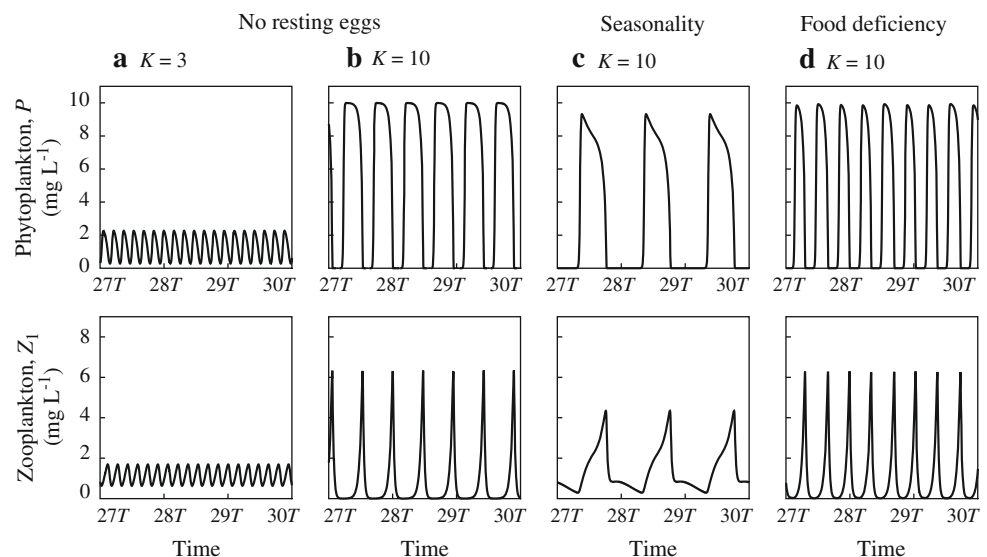 No resting eggs Seasonality Food deficiency
a K = 3 b K = 10 c K = 10 d K = 10
Phytoplankton, P
(mg L-1)
10
8
6
4
2
0
27T 28T 29T 30T 27T 28T 29T 30T 27T 28T 29T 30T 27T 28T 29T 30T
Zooplankton, Z1
(mg L-1)
8
6
4
2
0
27T 28T 29T 30T 27T 28T 29T 30T 27T 28T 29T 30T 27T 28T 29T 30T
Time Time Time Time